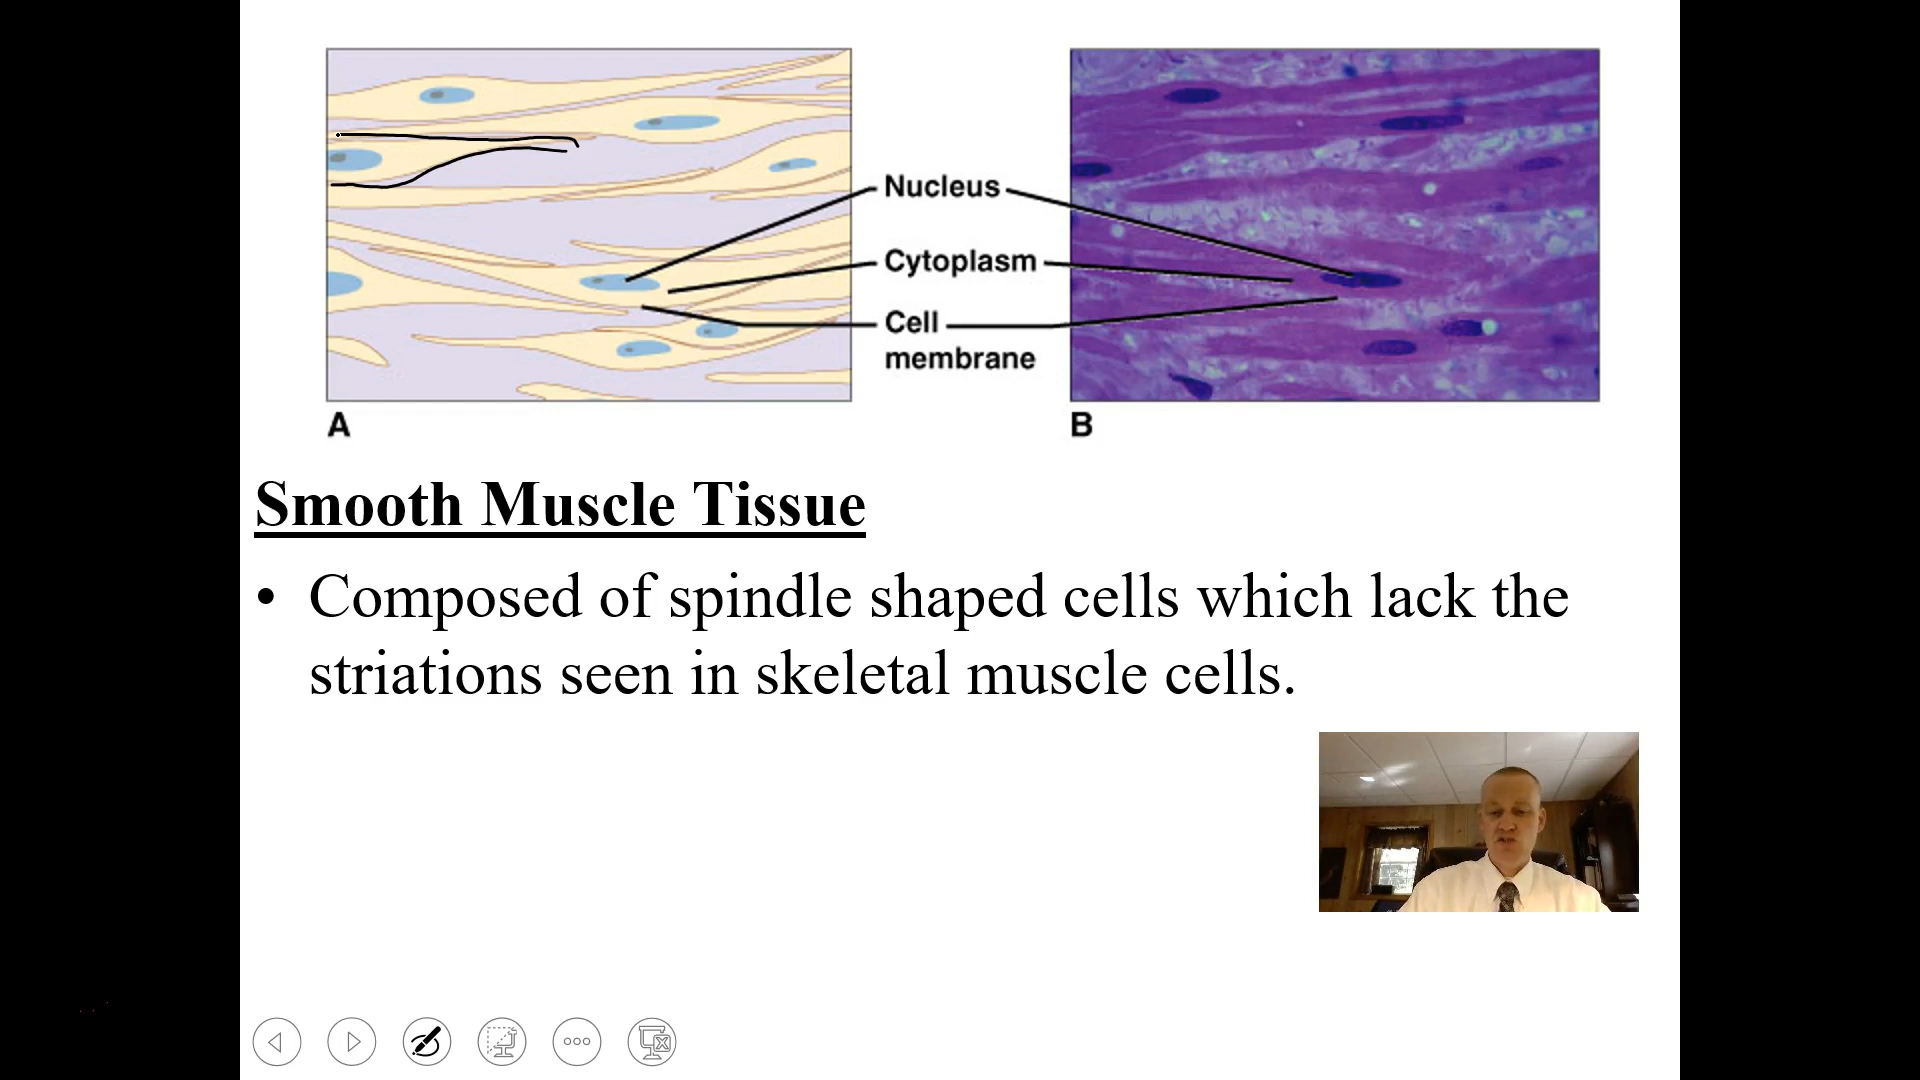 Nucleus
Cytoplasm
Cell
membrane
A
B
Smooth Muscle Tissue
• Composed of spindle shaped cells which lack the
striations seen in skeletal muscle cells.